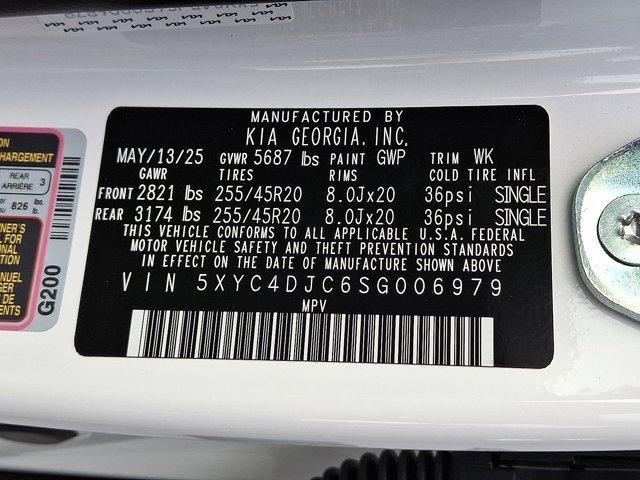 MANUFACTURED BY
KIA GEORGIA, INC.
MAY/13/25 GVWR 5687 lbs PAINT GWP TRIM WK
GAWR TIRES RIMS COLD TIRE INFL
FRONT 2821 lbs 255/45R20 8.0Jx20 36psi SINGLE
REAR 3174 lbs 255/45R20 8.0Jx20 36psi SINGLE
THIS VEHICLE CONFORMS TO ALL APPLICABLE U.S.A. FEDERAL
MOTOR VEHICLE SAFETY AND THEFT PREVENTION STANDARDS
IN EFFECT ON THE DATE OF MANUFACTURE SHOWN ABOVE
VIN 5XYC4DJC6SG006979
MPV
REAR
ARRIÈRE 3
826 lb.
G200